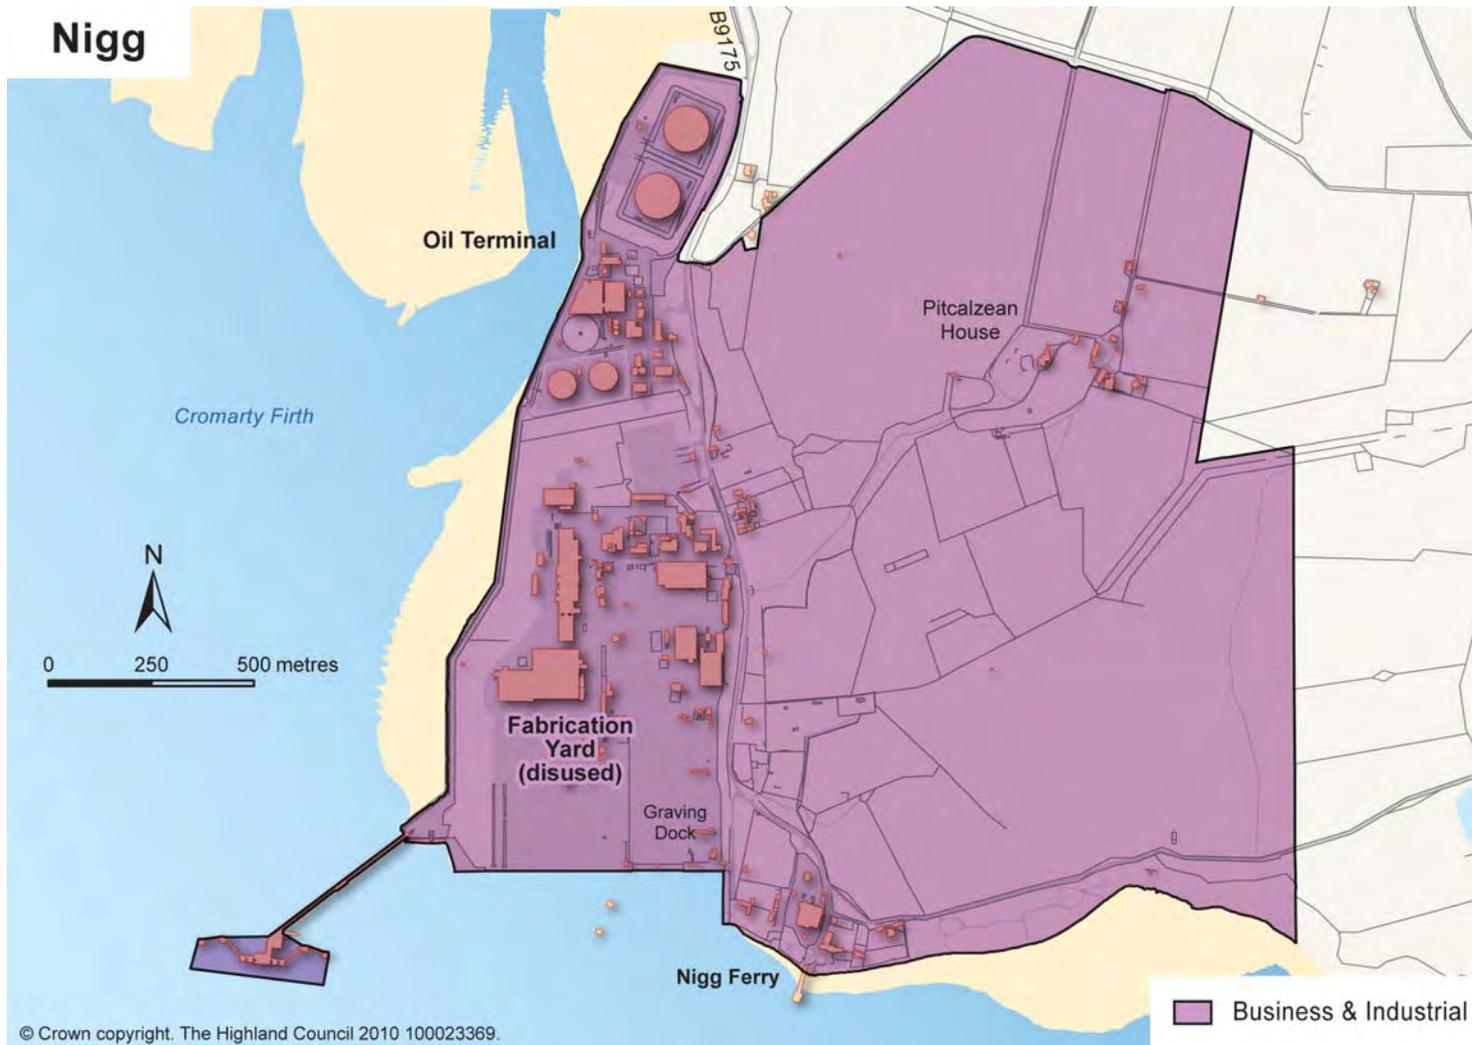 Nigg
B9175
Oil Terminal
Pitcalzean
House
Cromarty Firth
N
0 250 500 metres
Fabrication
Yard
(disused)
Graving
Dock
Nigg Ferry
Business & Industrial
© Crown copyright. The Highland Council 2010 100023369.